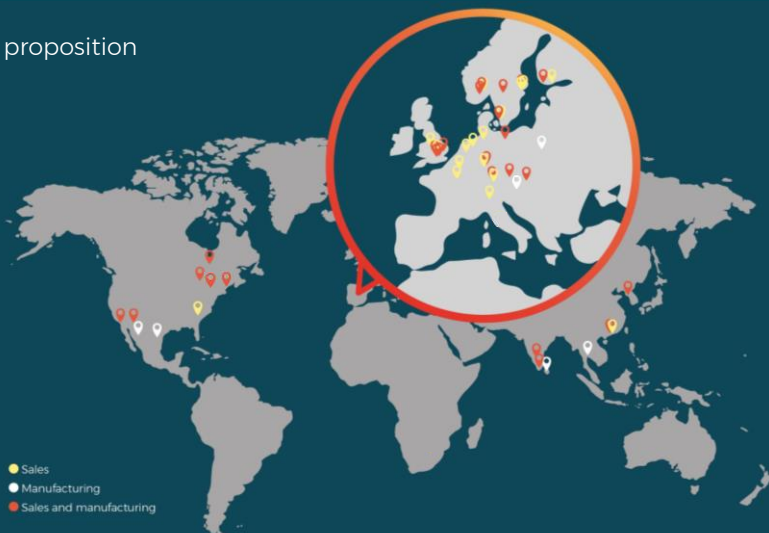 proposition
Sales
Manufacturing
Sales and manufacturing